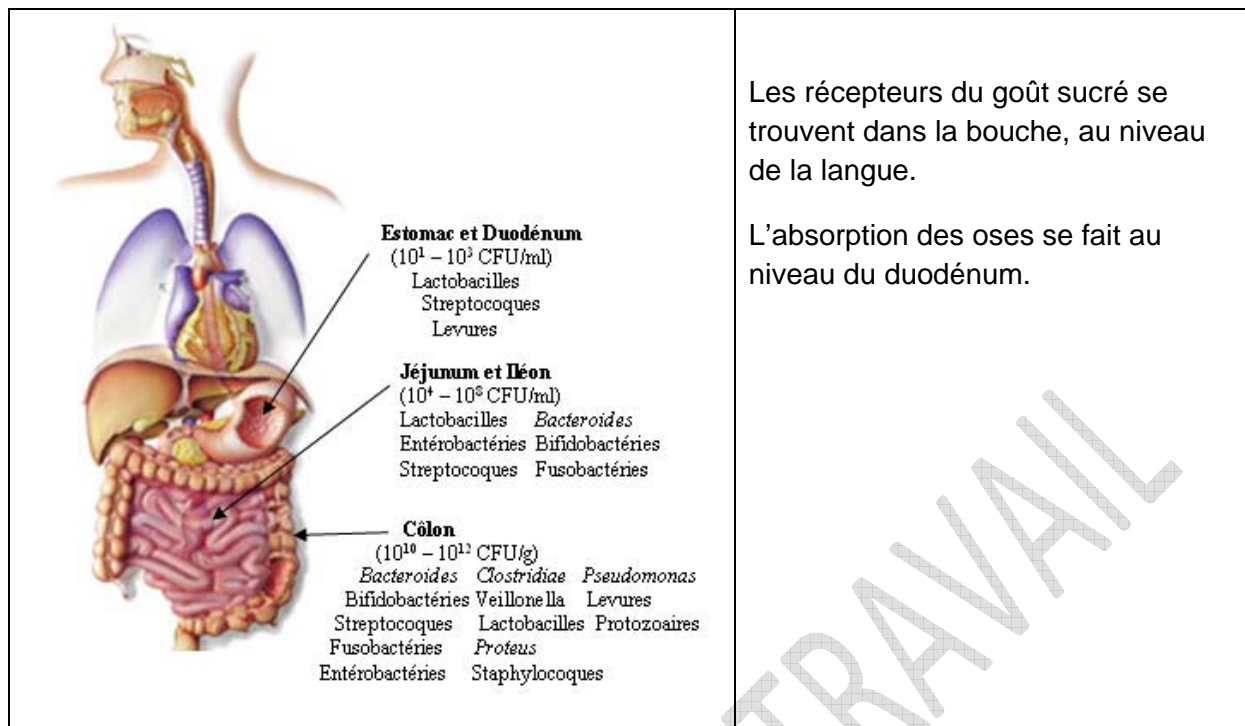 Estomac et Duodénum
(10¹ – 10³ CFU/ml)
Lactobacilles
Streptocoques
Levures
Jéjunum et Iléon
(10⁴ – 10⁸ CFU/ml)
Lactobacilles Bacteroides
Entérobactéries Bifidobactéries
Streptocoques Fusobactéries
Côlon
(10¹⁰ – 10¹² CFU/g)
Bacteroides Clostridiae Pseudomonas
Bifidobactéries Veillonella Levures
Streptocoques Lactobacilles Protozoaires
Fusobactéries Proteus
Entérobactéries Staphylocoques
Les récepteurs du goût sucré se
trouvent dans la bouche, au niveau
de la langue.
L’absorption des oses se fait au
niveau du duodénum.
TRAVAIL